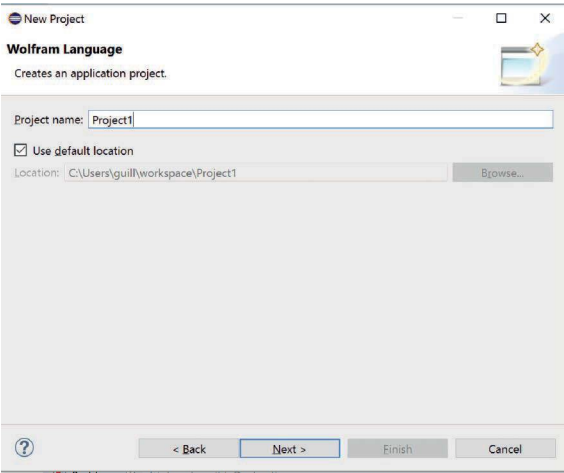 New Project
Wolfram Language
Creates an application project.
Project name: Project1
Use default location
Location: C:\Users\guill\workspace\Project1 Browse...
? < Back Next > Finish Cancel